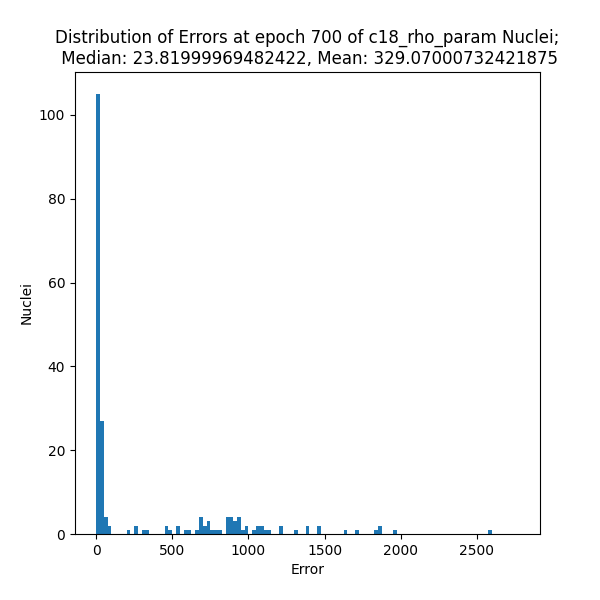 Distribution of Errors at epoch 700 of c18_rho_param Nuclei;
Median: 23.81999969482422, Mean: 329.07000732421875
100
80
60
40
20
0
Nuclei
0 500 1000 1500 2000 2500
Error